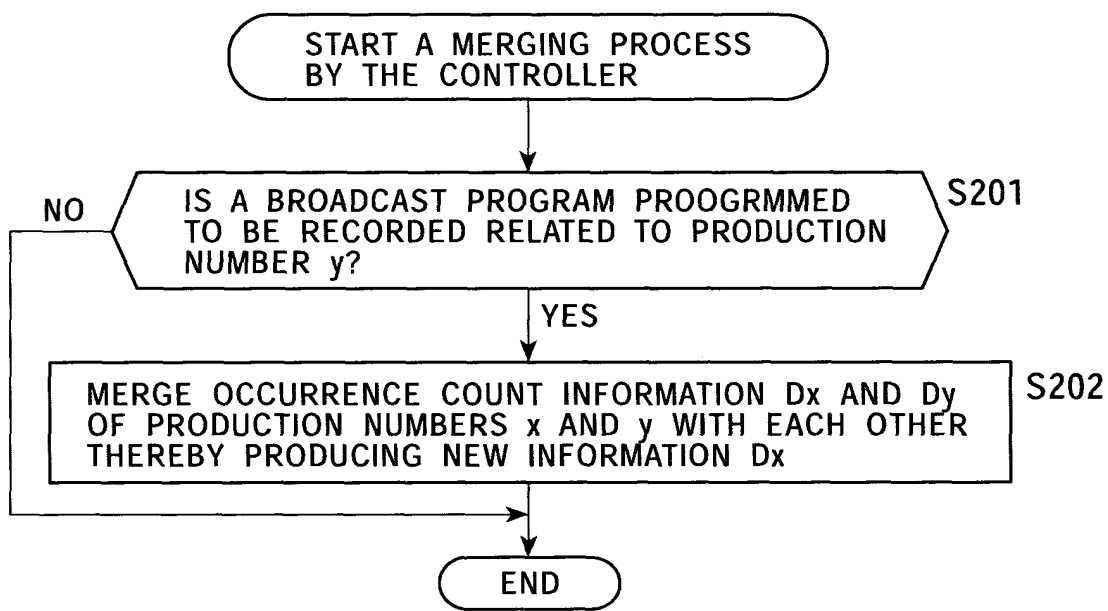 START A MERGING PROCESS
BY THE CONTROLLER
IS A BROADCAST PROGRAM PROOGRMMED
TO BE RECORDED RELATED TO PRODUCTION
NUMBER y?
S201
NO
YES
MERGE OCCURRENCE COUNT INFORMATION Dx AND Dy
OF PRODUCTION NUMBERS x AND y WITH EACH OTHER
THEREBY PRODUCING NEW INFORMATION Dx
S202
END